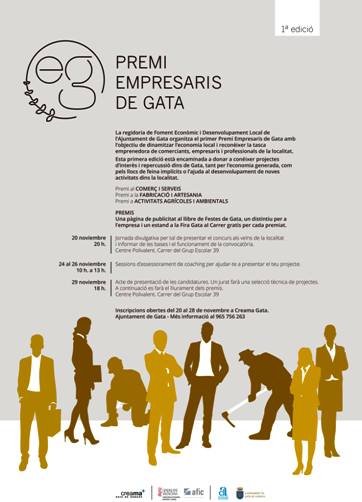 1ª edició
eg
PREMI
EMPRESARIS
DE GATA
La regidoria de Foment Econòmic i Desenvolupament Local de
l'Ajuntament de Gata organitza el primer Premi Empresaris de Gata amb
l'objectiu de dinamitzar l'economia local i reconéixer la tasca
emprenedora de comerciants, empresaris i professionals de la localitat.
Esta primera edició està encaminada a donar a conéixer projectes
d'interés i repercussió dins de Gata, tant per l'economia generada, com
pels llocs de feina implícits o l'ajuda al desenvolupament de noves
activitats dins la localitat.
Premi al COMERÇ I SERVEIS
Premi a la FABRICACIÓ I ARTESANIA
Premi a ACTIVITATS AGRÍCOLES I AMBIENTALS
PREMIS
Una pàgina de publicitat al llibre de Festes de Gata, un distintiu per a
l'empresa i un estand a la Fira Gata al Carrer gratis per cada premiat.
20 novembre
20 h.
Jornada divulgativa per tal de presentar el concurs als veïns de la localitat
i informar de les bases i el funcionament de la convocatòria.
Centre Polivalent, Carrer del Grup Escolar 39
24 al 26 novembre
10 h. a 13 h.
Sessions d'assessorament de coaching per ajudar-te a presentar el teu projecte.
29 novembre
18 h.
Acte de presentació de les candidatures. Un jurat farà una selecció tècnica de projectes.
A continuació es farà el lliurament dels premis.
Centre Polivalent, Carrer del Grup Escolar 39
Inscripcions obertes del 20 al 28 de novembre a Creama Gata.
Ajuntament de Gata - Més informació al 965 756 263
creama
afic